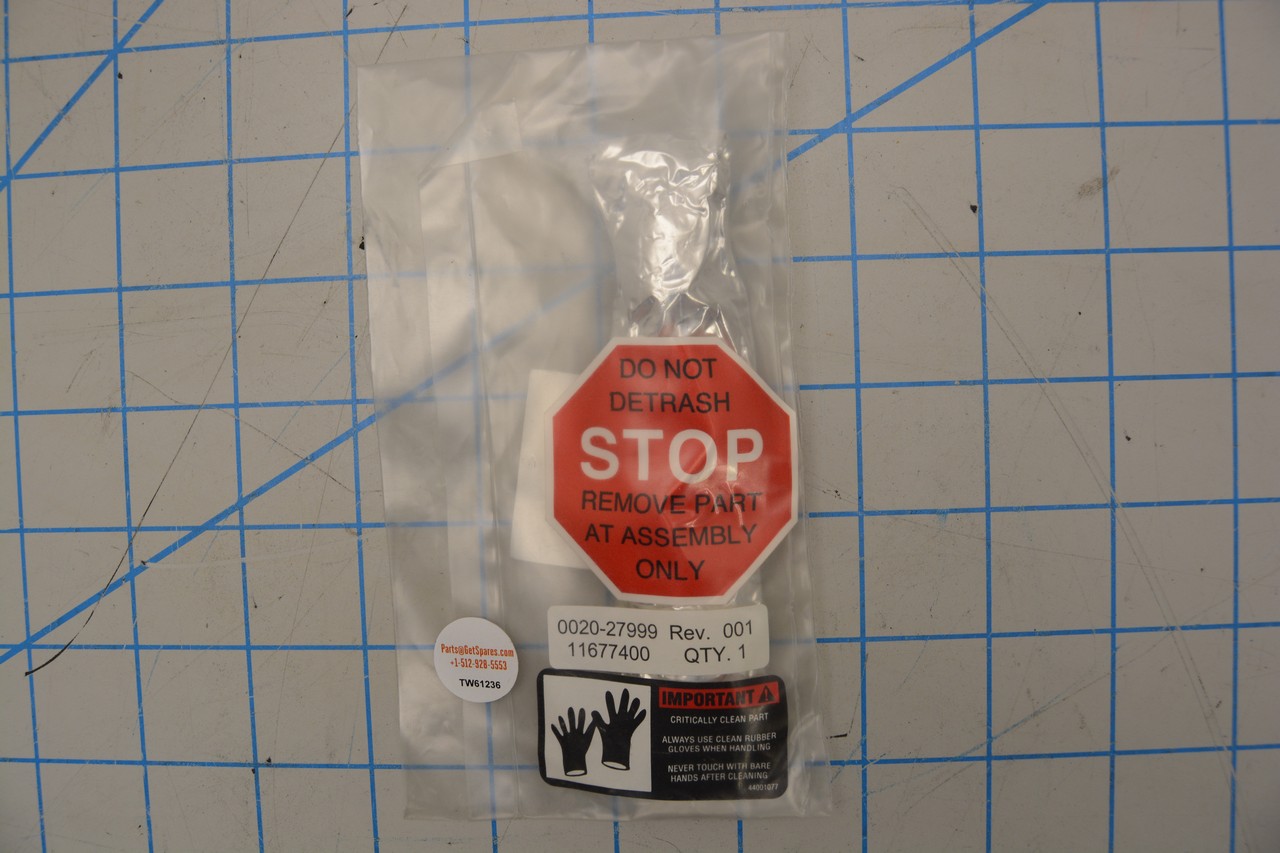 DO NOT
DETRASH
STOP
REMOVE PART
AT ASSEMBLY
ONLY
0020-27999 Rev. 001
11677400 QTY. 1
Parts@GetSpares.com
+1-512-926-5553
TW61236
IMPORTANT
CRITICALLY CLEAN PART
ALWAYS USE CLEAN RUBBER
GLOVES WHEN HANDLING
NEVER TOUCH WITH BARE
HANDS AFTER CLEANING
44001077